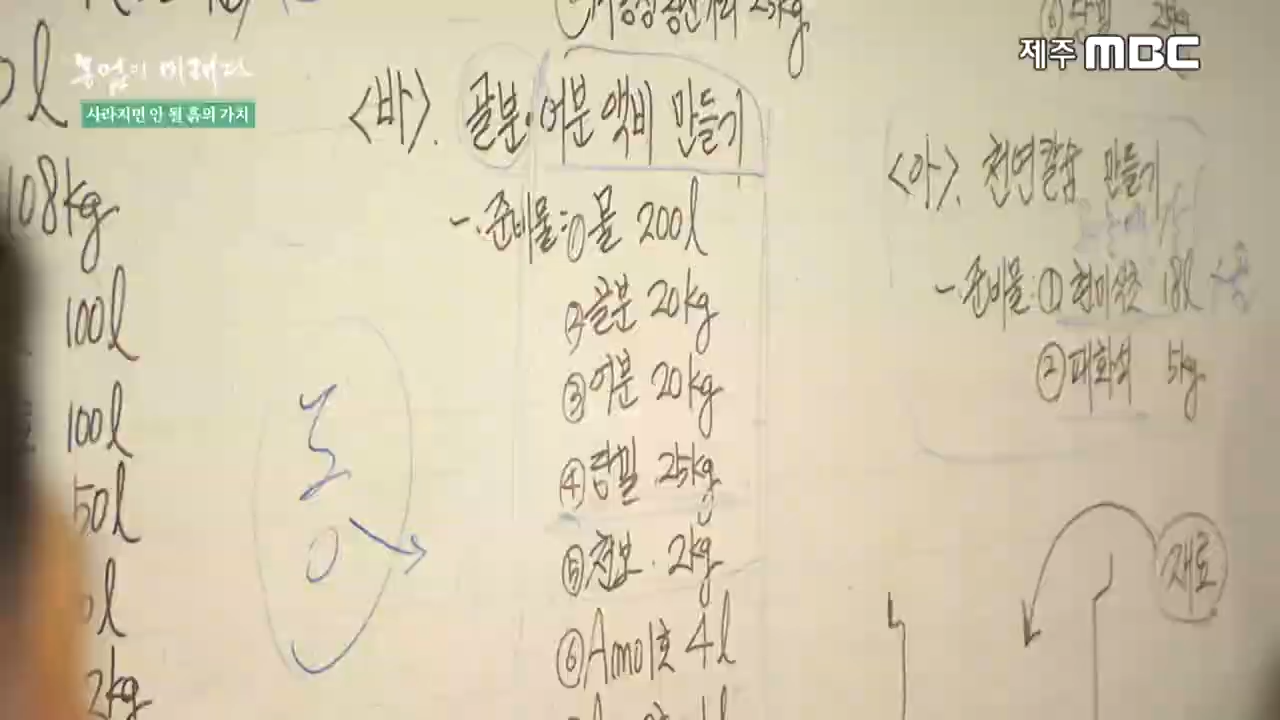 제주 MBC
농업이 미래다
사라지면 안 될 흙의 가치
108kg
100l
100l
50l
2kg
<바>. 골분·어분 액비 만들기
-. 준비물: ① 물 200l
② 골분 20kg
③ 어분 20kg
④ 당밀 25kg
⑤ 천보. 2kg
⑥ Amo1호 4l
<아>. 천연칼슘 만들기
-. 준비물: ① 현미식초 18l
② 패화석 5kg
재료